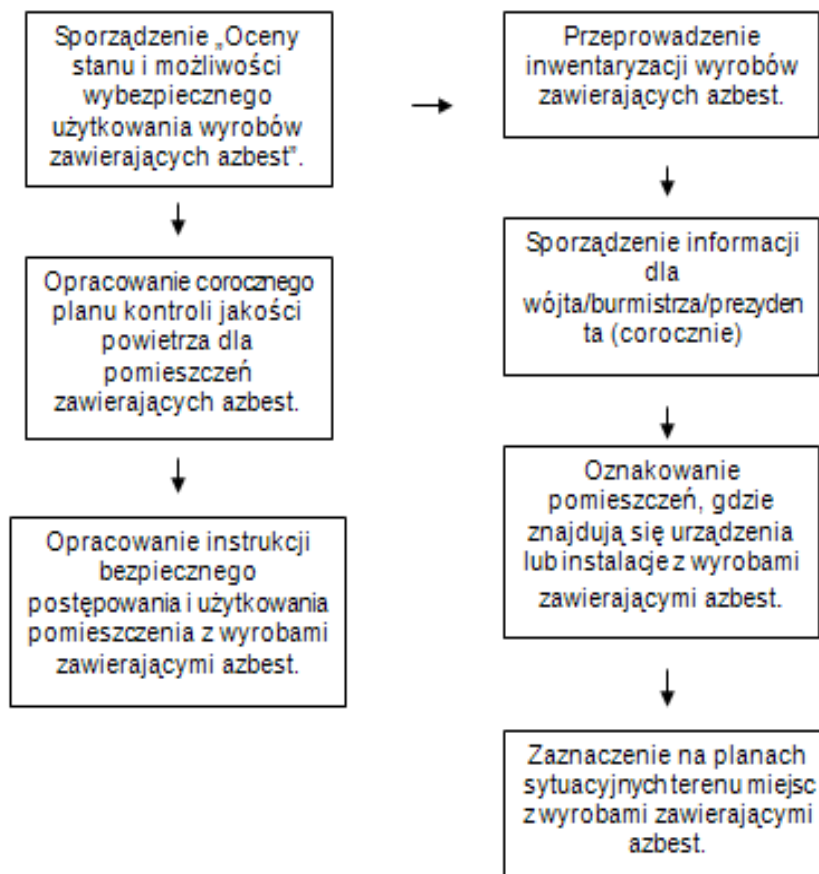 Sporządzenie „Oceny
stanu i możliwości
wybezpiecznego
użytkowania wyrobów
zawierających azbest”.
Opracowanie corocznego
planu kontroli jakości
powietrza dla
pomieszczeń
zawierających azbest.
Opracowanie instrukcji
bezpiecznego
postępowania i użytkowania
pomieszczenia z wyrobami
zawierającymi azbest.
Przeprowadzenie
inwentaryzacji wyrobów
zawierających azbest.
Sporządzenie informacji
dla
wójta/burmistrza/prezyden
ta (corocznie)
Oznakowanie
pomieszczeń, gdzie
znajdują się urządzenia
lub instalacje z wyrobami
zawierającymi azbest.
Zaznaczenie na planach
sytuacyjnych terenu miejsc
z wyrobami zawierającymi
azbest.